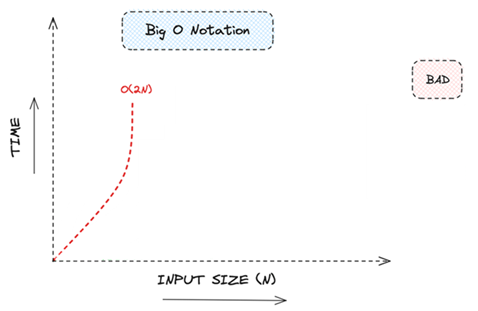 Big O Notation
BAD
O(2N)
TIME
INPUT SIZE (N)